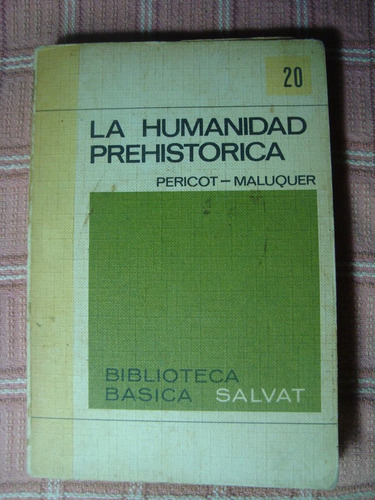 20
LA HUMANIDAD
PREHISTORICA
PERICOT – MALUQUER
BIBLIOTECA
BASICA SALVAT